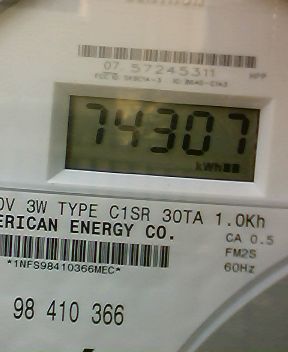 07 57245311 HPP
74307
kWh
0V 3W TYPE C1SR 30TA 1.0Kh
ERICAN ENERGY CO.
CA 0.5
*1NFS98410366MEC*
FM2S
60Hz
98 410 366